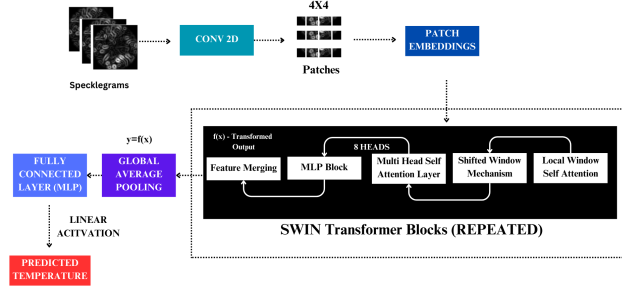 4X4
CONV 2D
PATCH
EMBEDDINGS
Patches
Specklegrams
y=f(x)
f(x) - Transformed
Output
8 HEADS
FULLY
CONNECTED
LAYER (MLP)
GLOBAL
AVERAGE
POOLING
Feature Merging
MLP Block
Multi Head Self
Attention Layer
Shifted Window
Mechanism
Local Window
Self Attention
LINEAR
ACITVATION
SWIN Transformer Blocks (REPEATED)
PREDICTED
TEMPERATURE